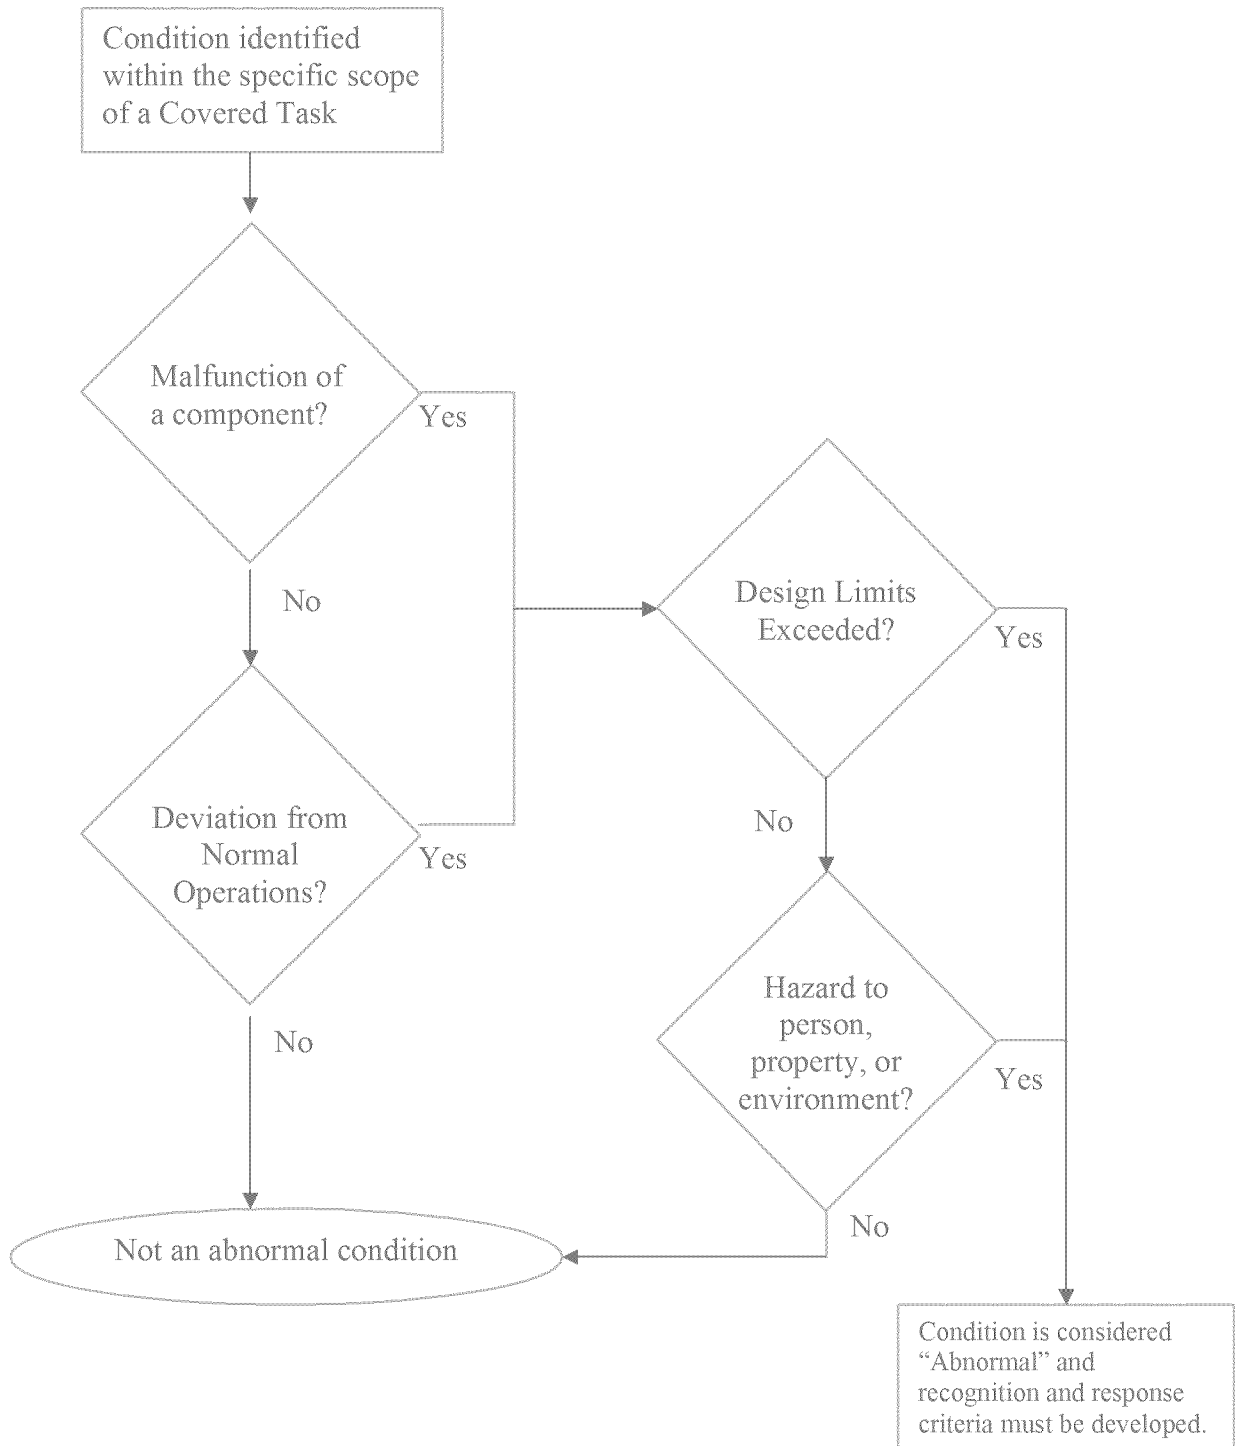 Condition identified
within the specific scope
of a Covered Task
Malfunction of
a component?
Yes
No
Deviation from
Normal
Operations?
Yes
No
Design Limits
Exceeded?
Yes
No
Hazard to
person,
property, or
environment?
Yes
No
Not an abnormal condition
Condition is considered
“Abnormal” and
recognition and response
criteria must be developed.